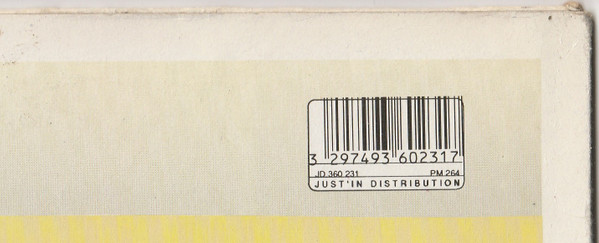 3 297493 602317
JD 360 231 PM 264
JUST'IN DISTRIBUTION